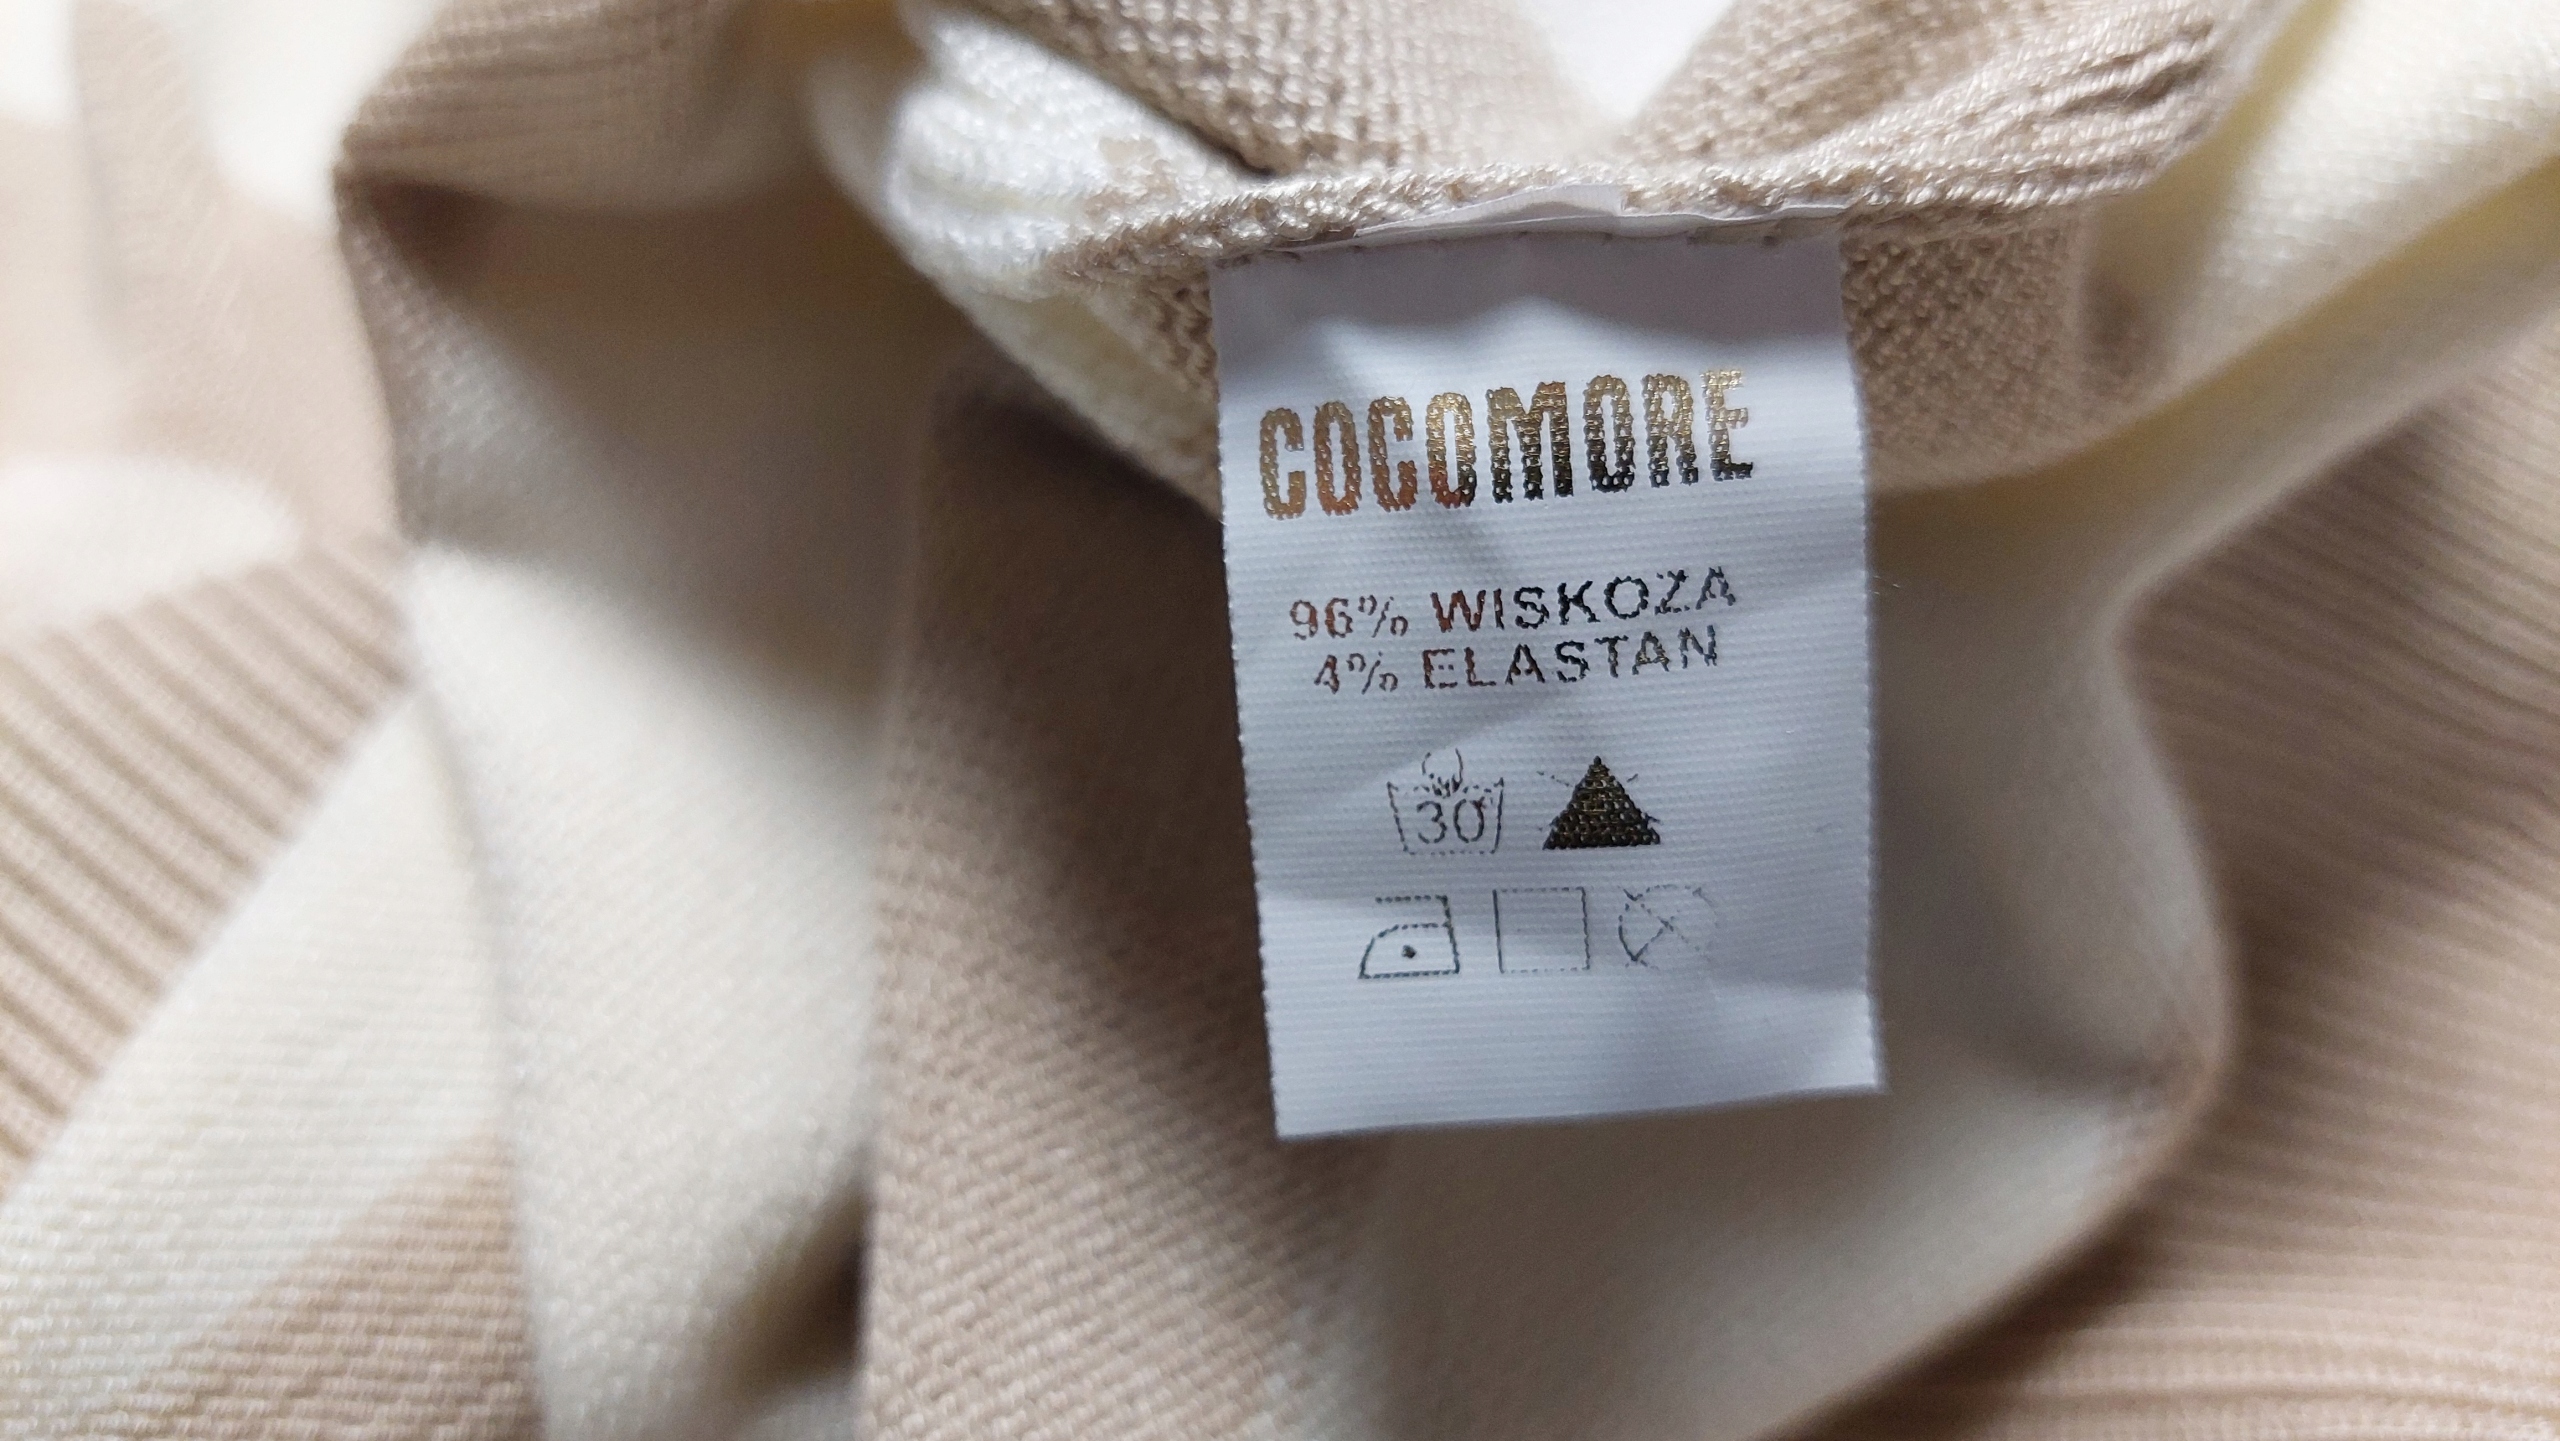 COCOMORE
96% WISKOZA
4% ELASTAN
30